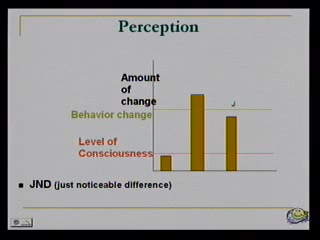 Perception
Amount
of
change
Behavior change
Level of
Consciousness
JND (just noticeable difference)